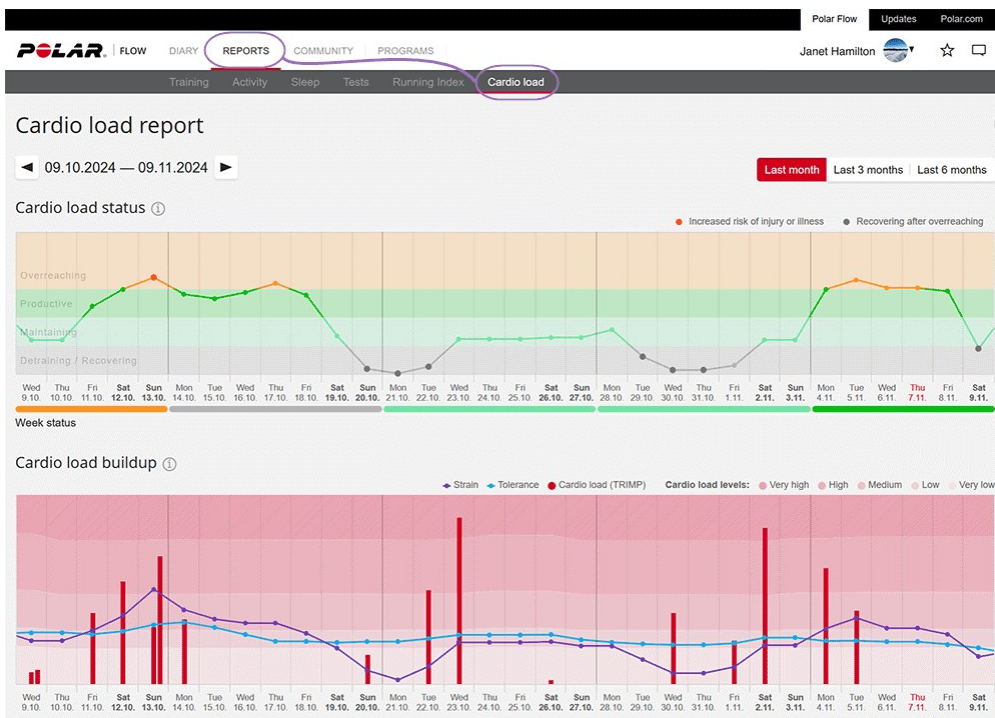 Polar Flow Updates Polar.com
POLAR. FLOW DIARY REPORTS COMMUNITY PROGRAMS Janet Hamilton
Training Activity Sleep Tests Running Index Cardio load
Cardio load report
09.10.2024 — 09.11.2024
Last month Last 3 months Last 6 months
Cardio load status
Increased risk of injury or illness Recovering after overreaching
Overreaching
Productive
Maintaining
Detraining / Recovering
Wed Thu Fri Sat Sun Mon Tue Wed Thu Fri Sat Sun Mon Tue Wed Thu Fri Sat Sun Mon Tue Wed Thu Fri Sat Sun Mon Tue Wed Thu Fri Sat
9.10. 10.10. 11.10. 12.10. 13.10. 14.10. 15.10. 16.10. 17.10. 18.10. 19.10. 20.10. 21.10. 22.10. 23.10. 24.10. 25.10. 26.10. 27.10. 28.10. 29.10. 30.10. 31.10. 1.11. 2.11. 3.11. 4.11. 5.11. 6.11. 7.11. 8.11. 9.11.
Week status
Cardio load buildup
Strain Tolerance Cardio load (TRIMP) Cardio load levels: Very high High Medium Low Very low
Wed Thu Fri Sat Sun Mon Tue Wed Thu Fri Sat Sun Mon Tue Wed Thu Fri Sat Sun Mon Tue Wed Thu Fri Sat Sun Mon Tue Wed Thu Fri Sat
9.10. 10.10. 11.10. 12.10. 13.10. 14.10. 15.10. 16.10. 17.10. 18.10. 19.10. 20.10. 21.10. 22.10. 23.10. 24.10. 25.10. 26.10. 27.10. 28.10. 29.10. 30.10. 31.10. 1.11. 2.11. 3.11. 4.11. 5.11. 6.11. 7.11. 8.11. 9.11.